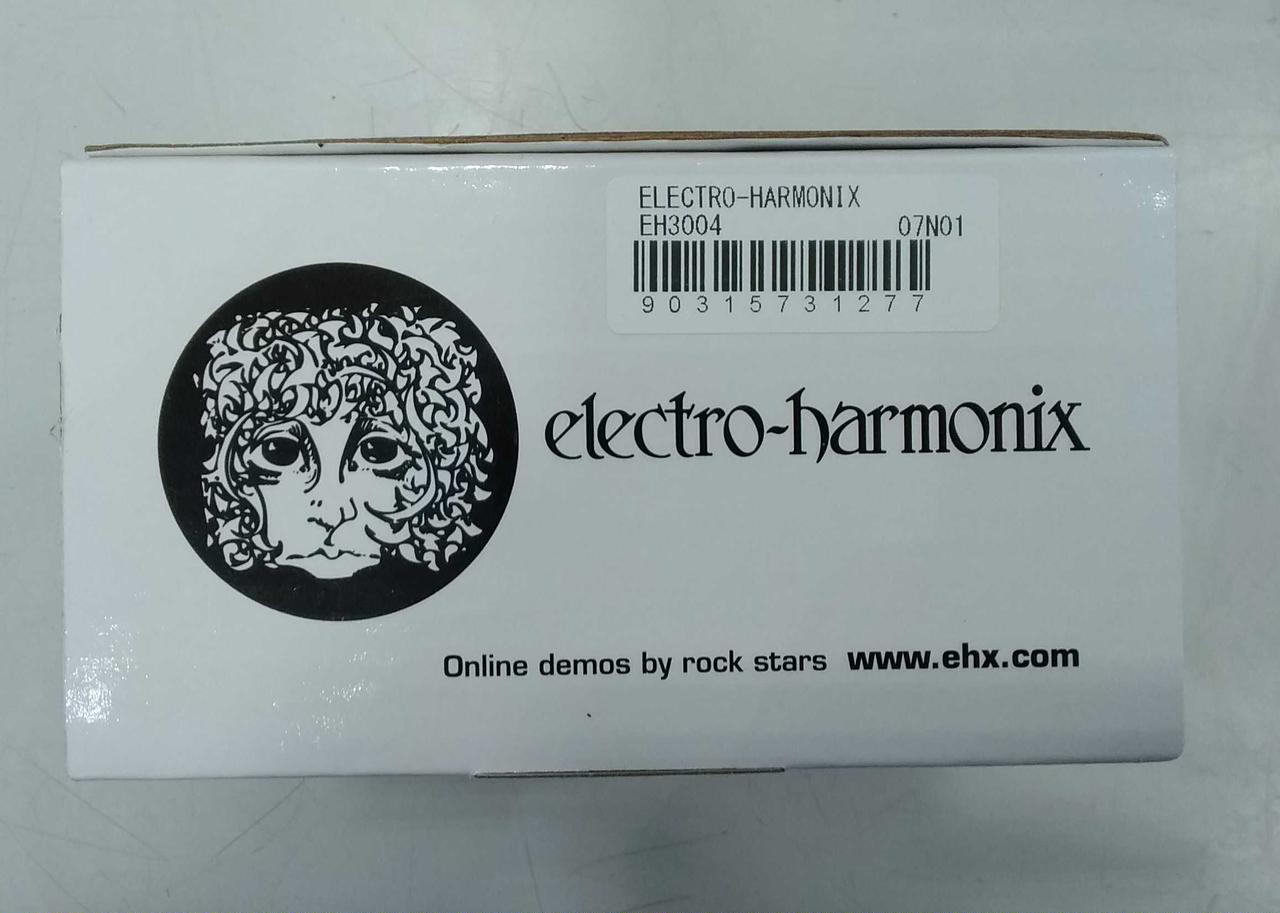 ELECTRO-HARMONIX
EH3004 07N01
90315731277
electro-harmonix
Online demos by rock stars www.ehx.com